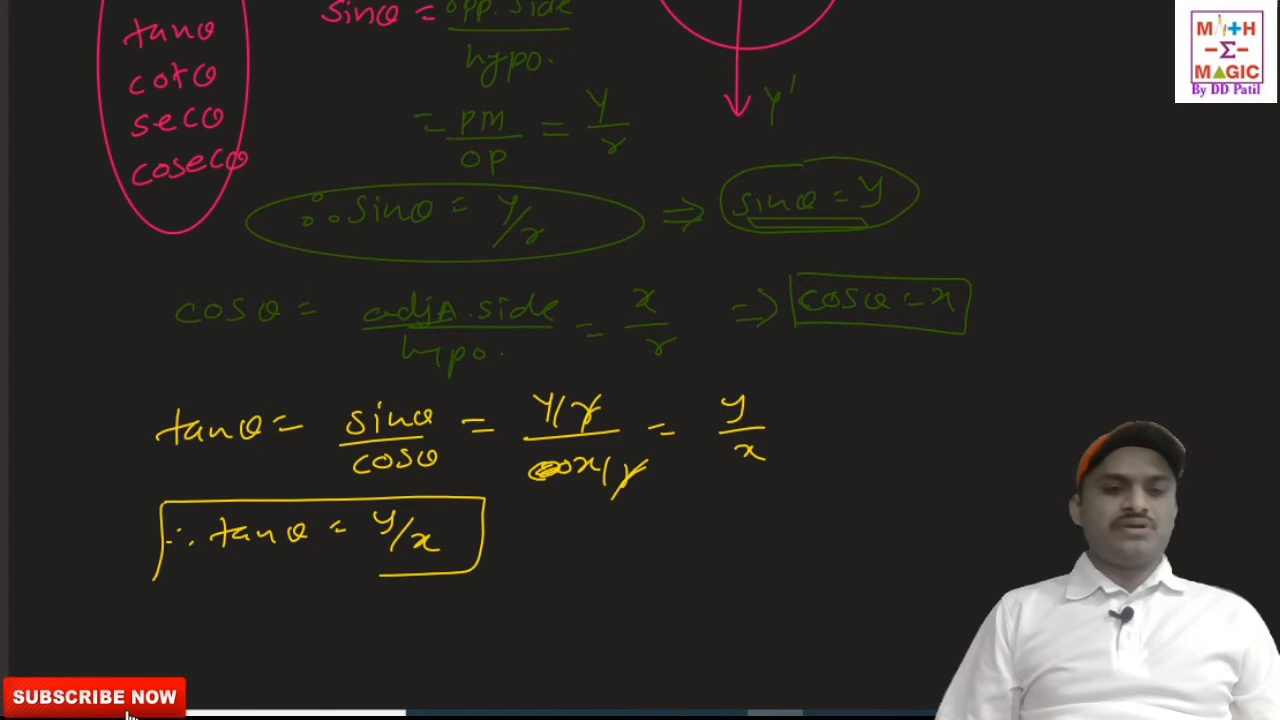 tanθ
cotθ
secθ
cosecθ
sinθ = opp. side / hypo.
= PM / OP = y / r
∴ sinθ = y/r ⇒ sinθ = y
cosθ = adjA. side / hypo. = x / r ⇒ cosθ = x
tanθ = sinθ / cosθ = y/r / x/r = y / x
∴ tanθ = y/x
Y'
MATH
-Σ-
MAGIC
By DD Patil
SUBSCRIBE NOW